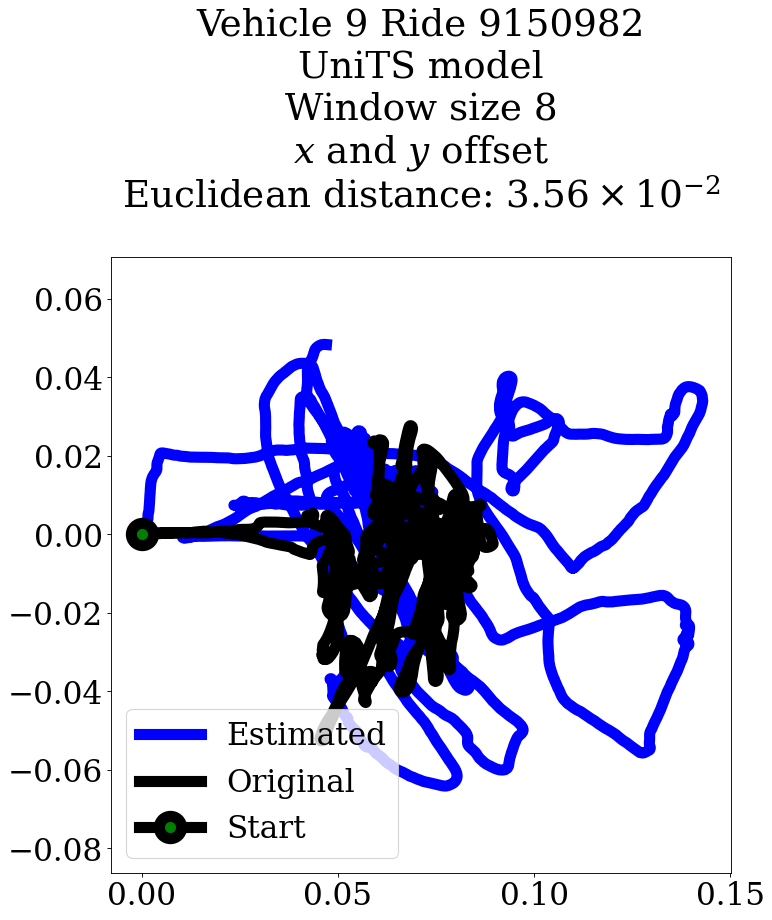 Vehicle 9 Ride 9150982
UniTS model
Window size 8
x and y offset
Euclidean distance: 3.56 × 10⁻²
0.06
0.04
0.02
0.00
−0.02
−0.04
−0.06
−0.08
Estimated
Original
Start
0.00 0.05 0.10 0.15